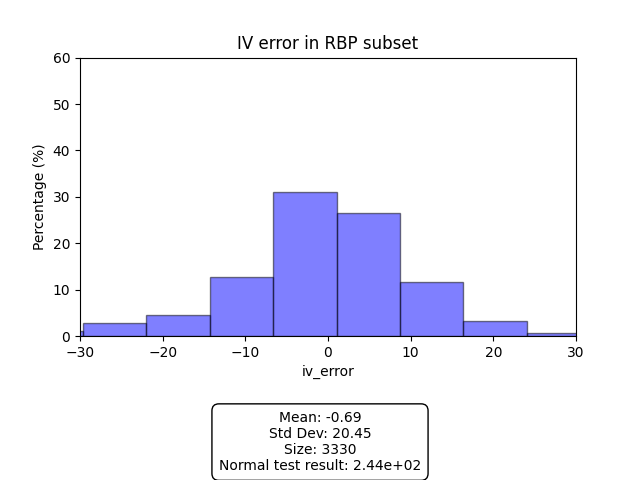 IV error in RBP subset
60
50
40
30
20
10
0
Percentage (%)
−30
−20
−10
0
10
20
30
iv_error
Mean: -0.69
Std Dev: 20.45
Size: 3330
Normal test result: 2.44e+02